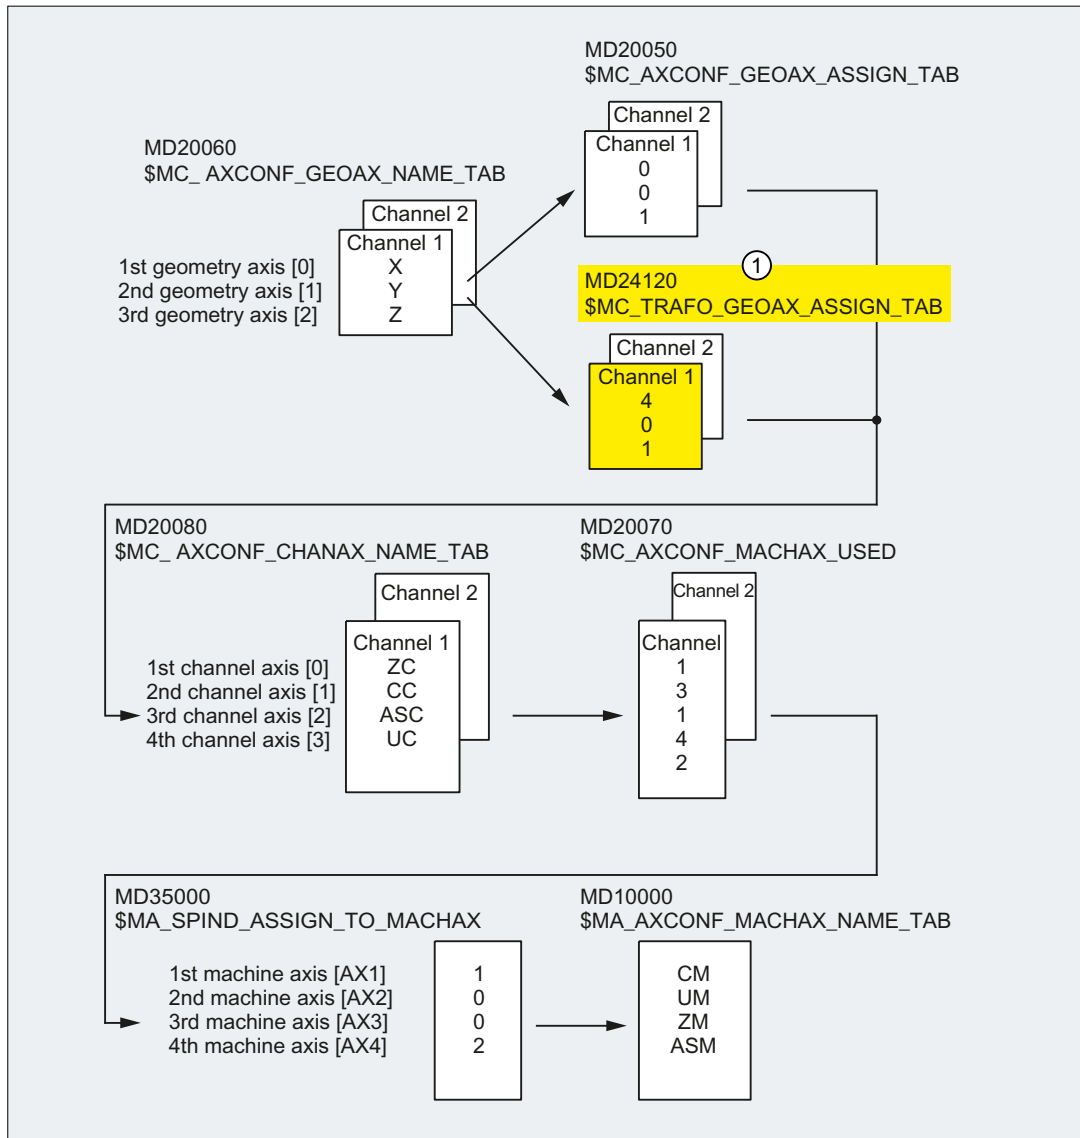 MD20050
$MC_AXCONF_GEOAX_ASSIGN_TAB
Channel 2
Channel 1
0
0
1
MD20060
$MC_ AXCONF_GEOAX_NAME_TAB
Channel 2
Channel 1
1st geometry axis [0] X
2nd geometry axis [1] Y
3rd geometry axis [2] Z
1
MD24120
$MC_TRAFO_GEOAX_ASSIGN_TAB
Channel 2
Channel 1
4
0
1
MD20080
$MC_ AXCONF_CHANAX_NAME_TAB
Channel 2
Channel 1
1st channel axis [0] ZC
2nd channel axis [1] CC
3rd channel axis [2] ASC
4th channel axis [3] UC
MD20070
$MC_AXCONF_MACHAX_USED
Channel 2
Channel
1
3
1
4
2
MD35000
$MA_SPIND_ASSIGN_TO_MACHAX
1st machine axis [AX1] 1
2nd machine axis [AX2] 0
3rd machine axis [AX3] 0
4th machine axis [AX4] 2
MD10000
$MA_AXCONF_MACHAX_NAME_TAB
CM
UM
ZM
ASM